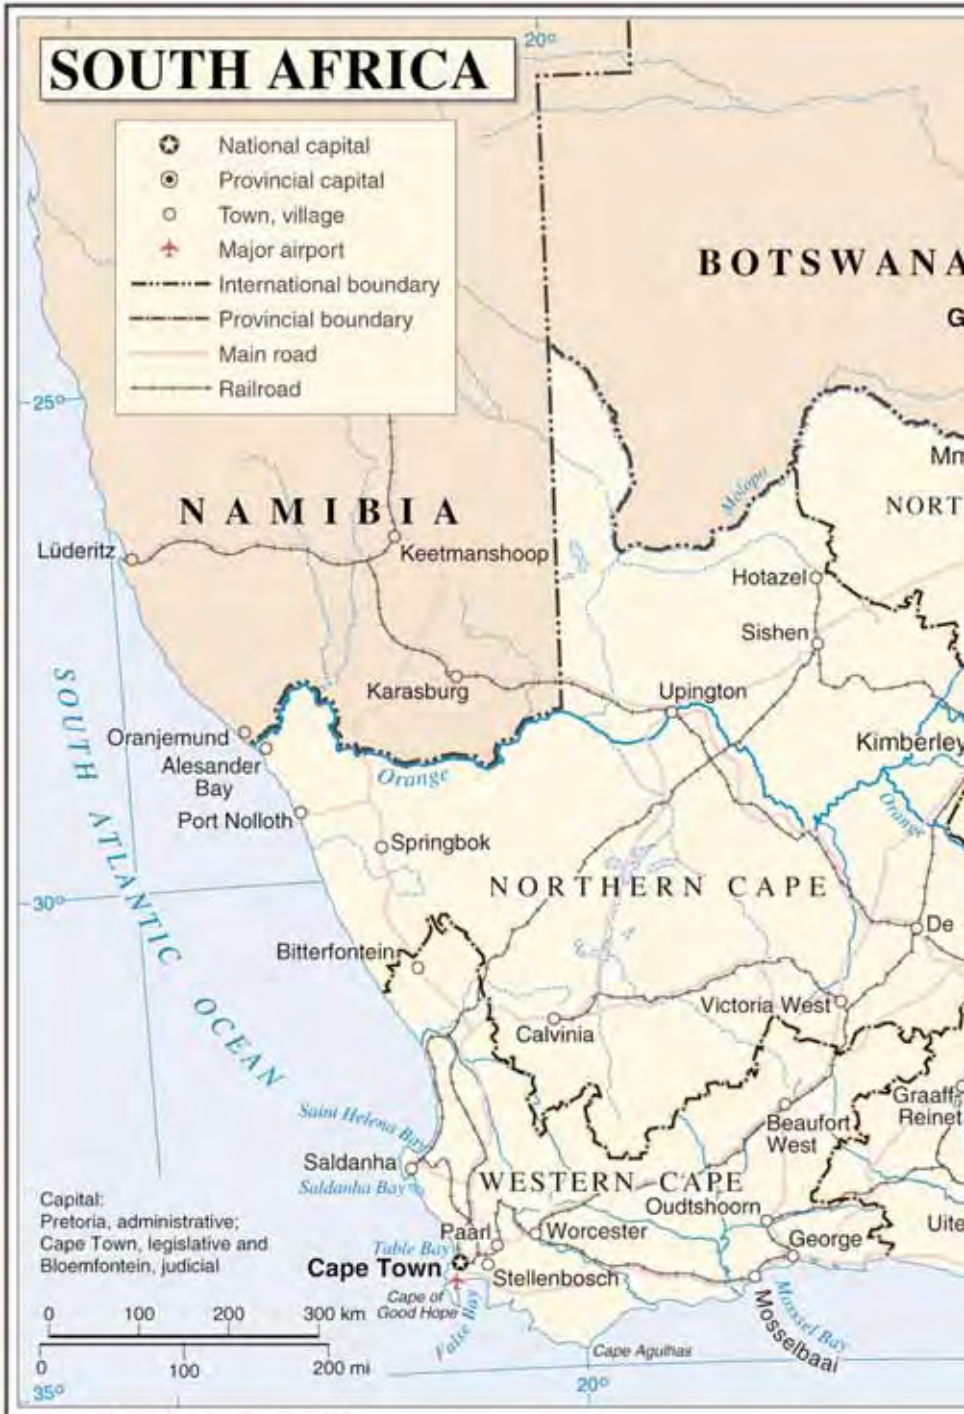 20°
SOUTH AFRICA
National capital
Provincial capital
Town, village
Major airport
International boundary
Provincial boundary
Main road
Railroad
BOTSWANA
G
25°
Mm
Molopo
NORT
NAMIBIA
Lüderitz
Keetmanshoop
Hotazel
Sishen
Karasburg
Upington
Oranjemund
Alesander
Bay
Orange
Kimberley
Port Nolloth
Springbok
Orange
SOUTH ATLANTIC OCEAN
NORTHERN CAPE
30°
De
Bitterfontein
Victoria West
Calvinia
Graaff-
Reinet
Beaufort
West
Saint Helena Bay
Saldanha
Saldanha Bay
WESTERN CAPE
Oudtshoorn
Capital:
Pretoria, administrative;
Cape Town, legislative and
Bloemfontein, judicial
Paarl
Worcester
George
Uite
Table Bay
Cape Town
Stellenbosch
Cape of
Good Hope
False Bay
Mossel Bay
Mosselbaai
0 100 200 300 km
0 100 200 mi
Cape Agulhas
35°
20°